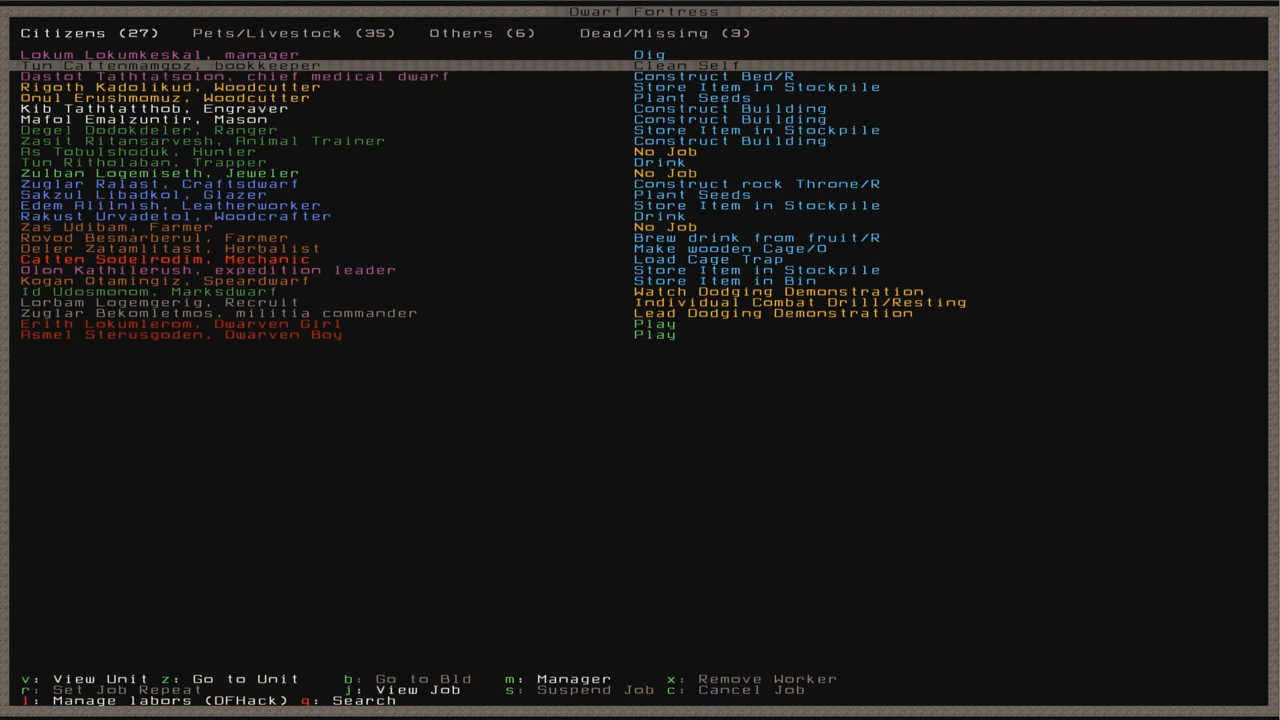 Dwarf Fortress
Citizens (27) Pets/Livestock (35) Others (6) Dead/Missing (3)
Lokum Lokumkeskal, manager Dig
Tun Cattenmamgoz, bookkeeper Clean Self
Dastot Tathtatsolon, chief medical dwarf Construct Bed/R
Rigoth Kadolikud, Woodcutter Store Item in Stockpile
Onul Erushmomuz, Woodcutter Plant Seeds
Kib Tathtatthob, Engraver Construct Building
Mafol Emalzuntir, Mason Construct Building
Degel Dodokdeler, Ranger Store Item in Stockpile
Zasit Ritansarvesh, Animal Trainer Construct Building
As Tobulshoduk, Hunter No Job
Tun Ritholaban, Trapper Drink
Zulban Logemiseth, Jeweler No Job
Zuglar Ralast, Craftsdwarf Construct rock Throne/R
Sakzul Libadkol, Glazer Plant Seeds
Edem Alilnish, Leatherworker Store Item in Stockpile
Rakust Urvadetol, Woodcrafter Drink
Zas Udibam, Farmer No Job
Rovod Besmarberul, Farmer Brew drink from fruit/R
Deler Zatamlitast, Herbalist Make wooden Cage/O
Catten Sodelrodim, Mechanic Load Cage Trap
Olon Kathilerush, expedition leader Store Item in Stockpile
Kogan Otamingiz, Speardwarf Store Item in Bin
Id Udosmonom, Marksdwarf Watch Dodging Demonstration
Lorbam Logemgerig, Recruit Individual Combat Drill/Resting
Zuglar Bekomletmos, militia commander Lead Dodging Demonstration
Erith Lokumlerom, Dwarven Girl Play
Asmel Sterusgoden, Dwarven Boy Play
v: View Unit z: Go to Unit b: Go to Bld m: Manager x: Remove Worker
r: Set Job Repeat j: View Job s: Suspend Job c: Cancel Job
l: Manage labors (DFHack) q: Search